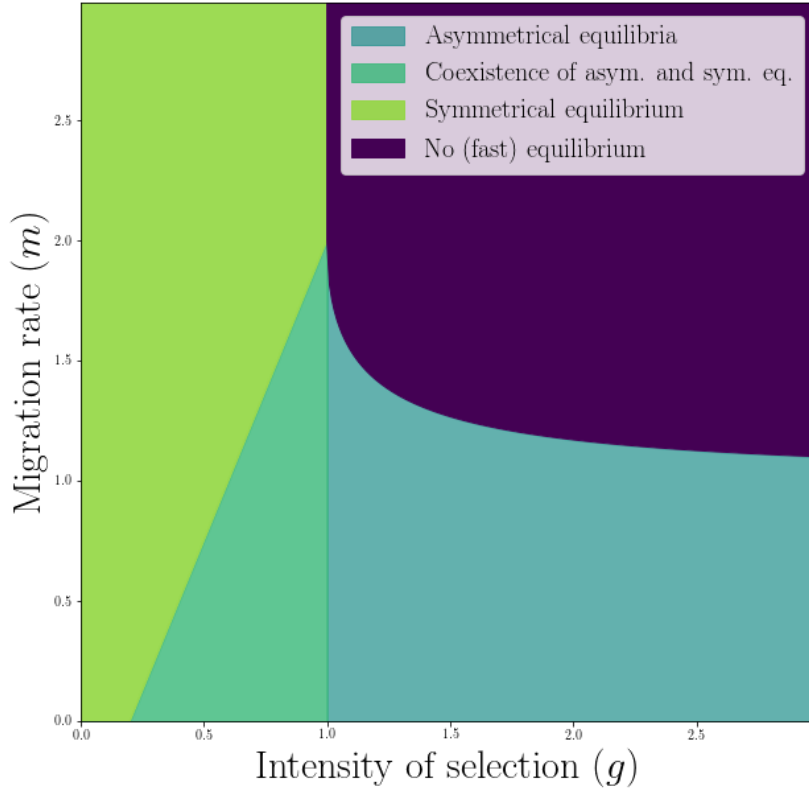 Asymmetrical equilibria
Coexistence of asym. and sym. eq.
Symmetrical equilibrium
No (fast) equilibrium
Migration rate (m)
2.5
2.0
1.5
1.0
0.5
0.0
0.0 0.5 1.0 1.5 2.0 2.5
Intensity of selection (g)